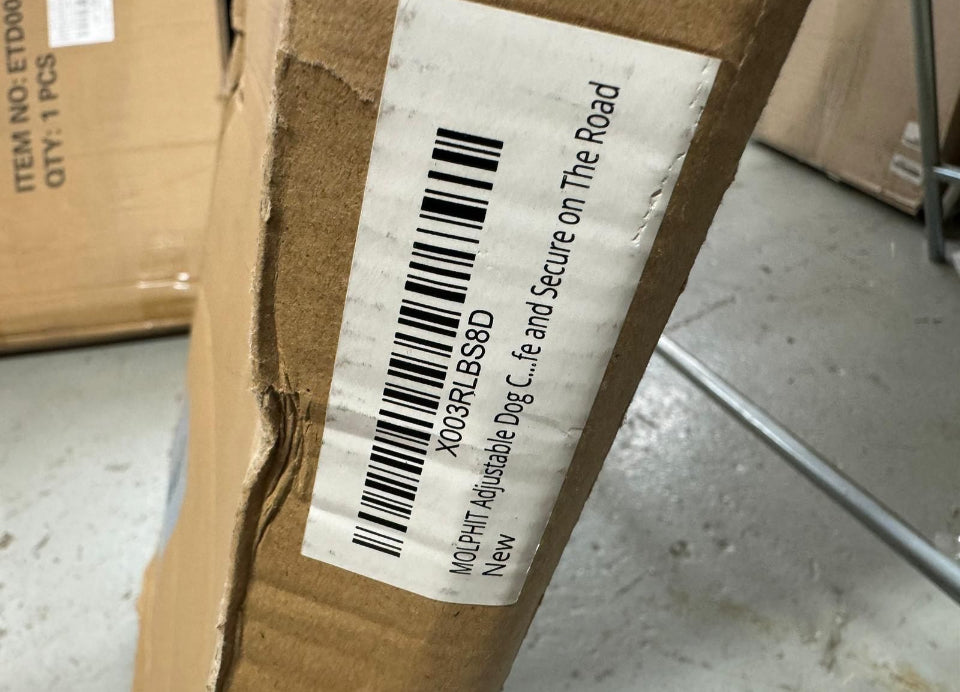 ITEM NO: ETD00
QTY: 1 PCS
X003RLBS8D
MOLPHIT Adjustable Dog C....fe and Secure on The Road
New